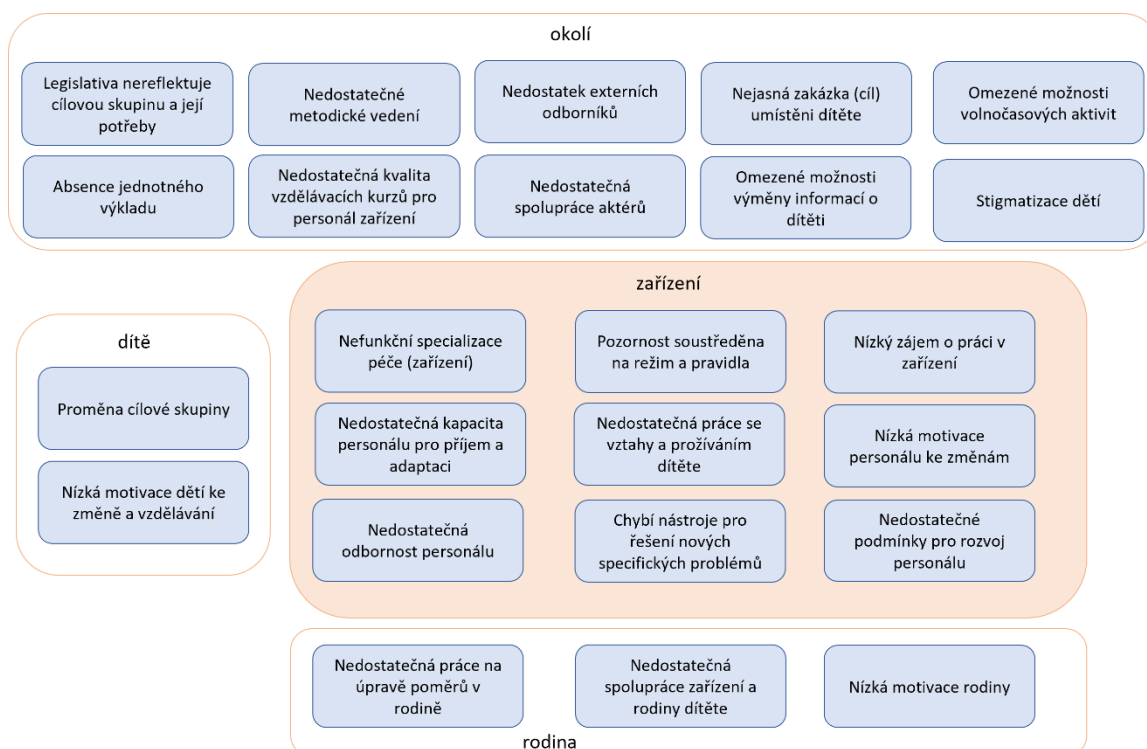 okolí
Legislativa nereflektuje
cílovou skupinu a její
potřeby
Nedostatečné
metodické vedení
Nedostatek externích
odborníků
Nejasná zakázka (cíl)
umístěni dítěte
Omezené možnosti
volnočasových aktivit
Absence jednotného
výkladu
Nedostatečná kvalita
vzdělávacích kurzů pro
personál zařízení
Nedostatečná
spolupráce aktérů
Omezené možnosti
výměny informací o
dítěti
Stigmatizace dětí
dítě
Proměna cílové skupiny
Nízká motivace dětí ke
změně a vzdělávání
zařízení
Nefunkční specializace
péče (zařízení)
Pozornost soustředěna
na režim a pravidla
Nízký zájem o práci v
zařízení
Nedostatečná kapacita
personálu pro příjem a
adaptaci
Nedostatečná práce se
vztahy a prožíváním
dítěte
Nízká motivace
personálu ke změnám
Nedostatečná
odbornost personálu
Chybí nástroje pro
řešení nových
specifických problémů
Nedostatečné
podmínky pro rozvoj
personálu
Nedostatečná práce na
úpravě poměrů v
rodině
Nedostatečná
spolupráce zařízení a
rodiny dítěte
Nízká motivace rodiny
rodina